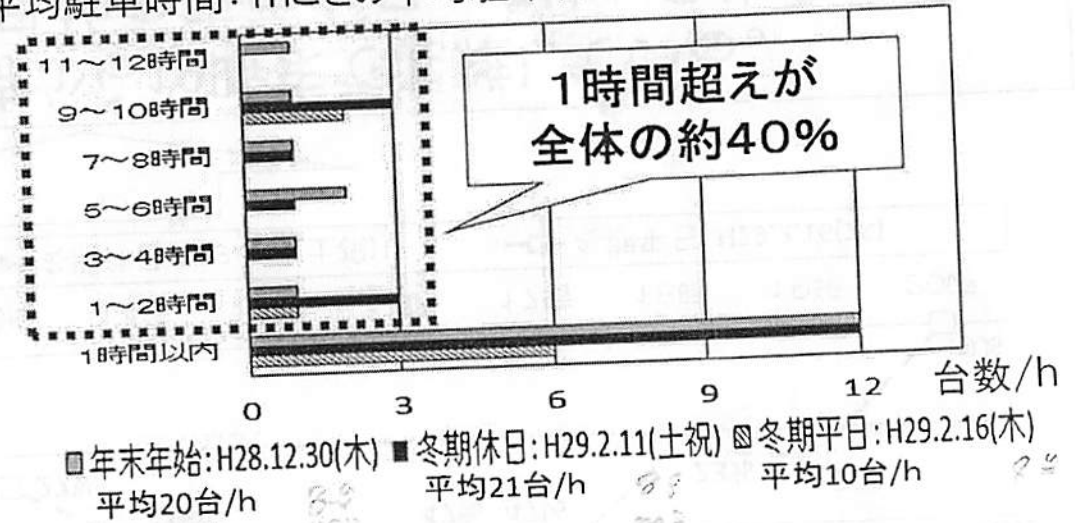 平均駐車時間:
11～12時間
9～10時間
7～8時間
5～6時間
3～4時間
1～2時間
1時間以内
1時間超えが
全体の約40%
0 3 6 9 12 台数/h
年末年始:H28.12.30(木) 冬期休日:H29.2.11(土祝) 冬期平日:H29.2.16(木)
平均20台/h 平均21台/h 平均10台/h